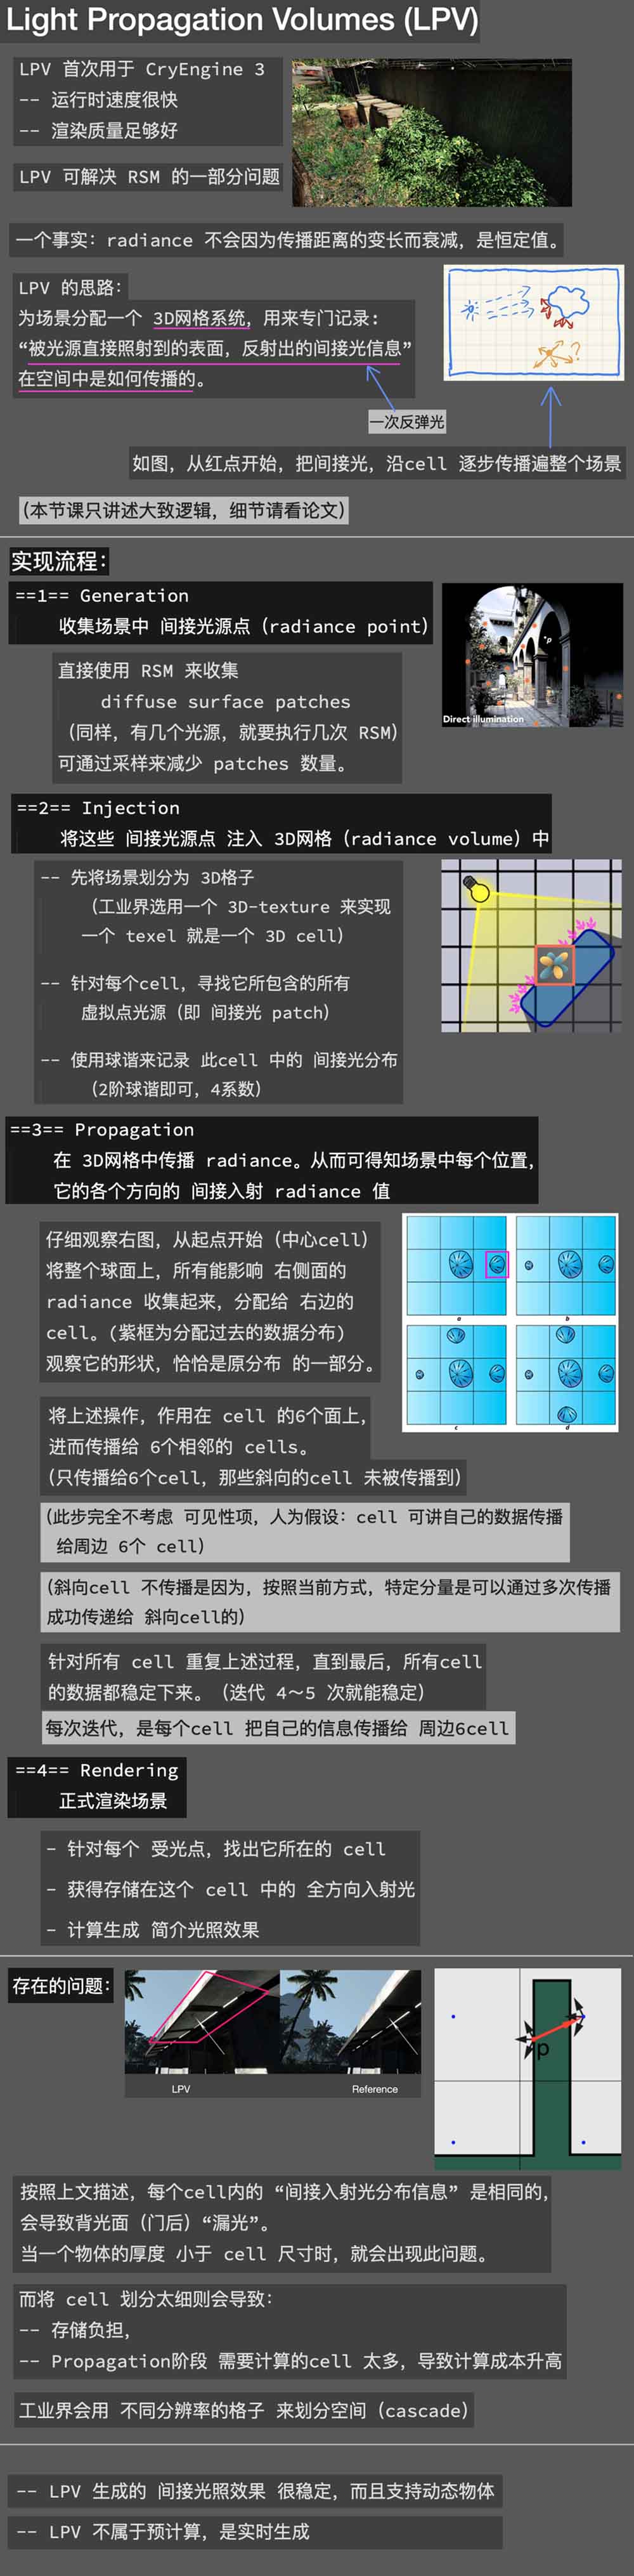 Light Propagation Volumes (LPV)
LPV 首次用于 CryEngine 3
-- 运行时速度很快
-- 渲染质量足够好
LPV 可解决 RSM 的一部分问题
一个事实：radiance 不会因为传播距离的变长而衰减，是恒定值。
LPV 的思路：
为场景分配一个 3D网格系统，用来专门记录：
“被光源直接照射到的表面，反射出的间接光信息”
在空间中是如何传播的。
?
一次反弹光
如图，从红点开始，把间接光，沿cell 逐步传播遍整个场景
(本节课只讲述大致逻辑，细节请看论文)
实现流程：
==1== Generation
收集场景中 间接光源点 (radiance point)
直接使用 RSM 来收集
diffuse surface patches
(同样，有几个光源，就要执行几次 RSM)
可通过采样来减少 patches 数量。
p
Direct illumination
==2== Injection
将这些 间接光源点 注入 3D网格 (radiance volume) 中
-- 先将场景划分为 3D格子
(工业界选用一个 3D-texture 来实现
一个 texel 就是一个 3D cell)
-- 针对每个cell，寻找它所包含的所有
虚拟点光源 (即 间接光 patch)
-- 使用球谐来记录 此cell 中的 间接光分布
(2阶球谐即可，4系数)
==3== Propagation
在 3D网格中传播 radiance。从而可得知场景中每个位置，
它的各个方向的 间接入射 radiance 值
仔细观察右图，从起点开始 (中心cell)
将整个球面上，所有能影响 右侧面的
radiance 收集起来，分配给 右边的
cell。(紫框为分配过去的数据分布)
观察它的形状，恰恰是原分布 的一部分。
a
b
c
d
将上述操作，作用在 cell 的6个面上，
进而传播给 6个相邻的 cells。
(只传播给6个cell，那些斜向的cell 未被传播到)
(此步完全不考虑 可见性项，人为假设：cell 可讲自己的数据传播
给周边 6个 cell)
(斜向cell 不传播是因为，按照当前方式，特定分量是可以通过多次传播
成功传递给 斜向cell的)
针对所有 cell 重复上述过程，直到最后，所有cell
的数据都稳定下来。 (迭代 4～5 次就能稳定)
每次迭代，是每个cell 把自己的信息传播给 周边6cell
==4== Rendering
正式渲染场景
- 针对每个 受光点，找出它所在的 cell
- 获得存储在这个 cell 中的 全方向入射光
- 计算生成 简介光照效果
存在的问题：
LPV
Reference
p
按照上文描述，每个cell内的 “间接入射光分布信息” 是相同的，
会导致背光面 (门后) “漏光”。
当一个物体的厚度 小于 cell 尺寸时，就会出现此问题。
而将 cell 划分太细则会导致：
-- 存储负担，
-- Propagation阶段 需要计算的cell 太多，导致计算成本升高
工业界会用 不同分辨率的格子 来划分空间 (cascade)
-- LPV 生成的 间接光照效果 很稳定，而且支持动态物体
-- LPV 不属于预计算，是实时生成